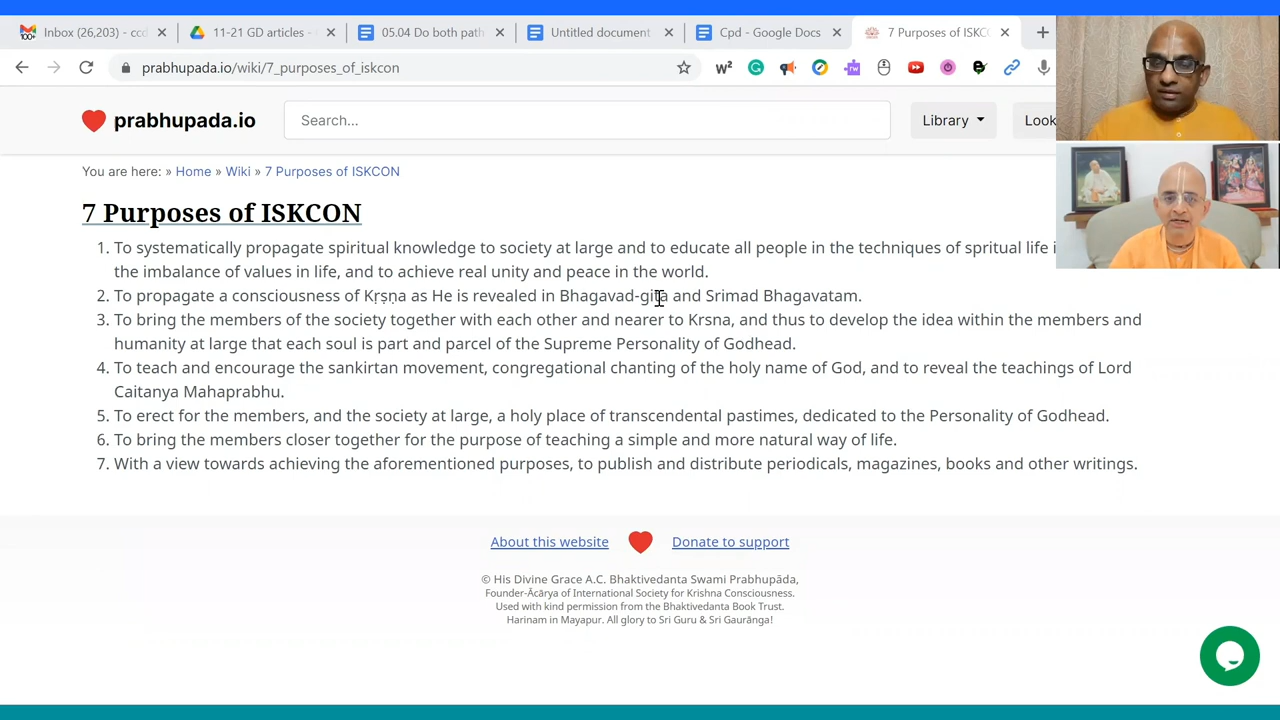 100+ Inbox (26,203) - ccd
11-21 GD articles -
05.04 Do both path
Untitled document
Cpd - Google Docs
7 Purposes of ISKC
prabhupada.io/wiki/7_purposes_of_iskcon
prabhupada.io
Search...
Library
Look
You are here: » Home » Wiki » 7 Purposes of ISKCON
7 Purposes of ISKCON
1. To systematically propagate spiritual knowledge to society at large and to educate all people in the techniques of spritual life i
the imbalance of values in life, and to achieve real unity and peace in the world.
2. To propagate a consciousness of Kṛṣṇa as He is revealed in Bhagavad-gita and Srimad Bhagavatam.
3. To bring the members of the society together with each other and nearer to Krsna, and thus to develop the idea within the members and
humanity at large that each soul is part and parcel of the Supreme Personality of Godhead.
4. To teach and encourage the sankirtan movement, congregational chanting of the holy name of God, and to reveal the teachings of Lord
Caitanya Mahaprabhu.
5. To erect for the members, and the society at large, a holy place of transcendental pastimes, dedicated to the Personality of Godhead.
6. To bring the members closer together for the purpose of teaching a simple and more natural way of life.
7. With a view towards achieving the aforementioned purposes, to publish and distribute periodicals, magazines, books and other writings.
About this website
Donate to support
© His Divine Grace A.C. Bhaktivedanta Swami Prabhupāda,
Founder-Ācārya of International Society for Krishna Consciousness.
Used with kind permission from the Bhaktivedanta Book Trust.
Harinam in Mayapur. All glory to Sri Guru & Sri Gaurānga!